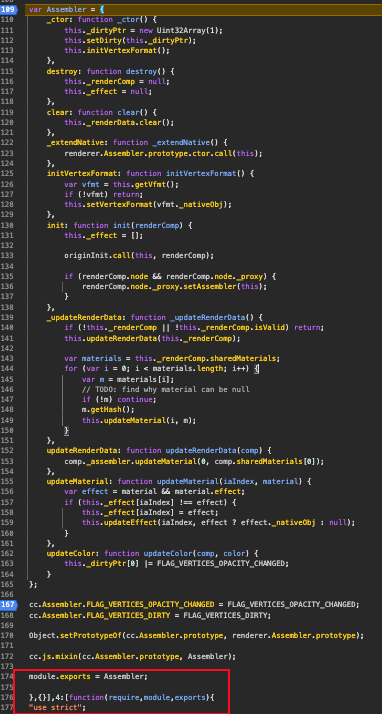 109 var Assembler = {
110 _ctor: function _ctor() {
111 this._dirtyPtr = new Uint32Array(1);
112 this.setDirty(this._dirtyPtr);
113 this.initVertexFormat();
114 },
115 destroy: function destroy() {
116 this._renderComp = null;
117 this._effect = null;
118 },
119 clear: function clear() {
120 this._renderData.clear();
121 },
122 _extendNative: function _extendNative() {
123 renderer.Assembler.prototype.ctor.call(this);
124 },
125 initVertexFormat: function initVertexFormat() {
126 var vfmt = this.getVfmt();
127 if (!vfmt) return;
128 this.setVertexFormat(vfmt._nativeObj);
129 },
130 init: function init(renderComp) {
131 this._effect = [];
132
133 originInit.call(this, renderComp);
134
135 if (renderComp.node && renderComp.node._proxy) {
136 renderComp.node._proxy.setAssembler(this);
137 }
138 },
139 _updateRenderData: function _updateRenderData() {
140 if (!this._renderComp || !this._renderComp.isValid) return;
141 this.updateRenderData(this._renderComp);
142
143 var materials = this._renderComp.sharedMaterials;
144 for (var i = 0; i < materials.length; i++) {
145 var m = materials[i];
146 // TODO: find why material can be null
147 if (!m) continue;
148 m.getHash();
149 this.updateMaterial(i, m);
150 }
151 },
152 updateRenderData: function updateRenderData(comp) {
153 comp._assembler.updateMaterial(0, comp.sharedMaterials[0]);
154 },
155 updateMaterial: function updateMaterial(iaIndex, material) {
156 var effect = material && material.effect;
157 if (this._effect[iaIndex] !== effect) {
158 this._effect[iaIndex] = effect;
159 this.updateEffect(iaIndex, effect ? effect._nativeObj : null);
160 }
161 },
162 updateColor: function updateColor(comp, color) {
163 this._dirtyPtr[0] |= FLAG_VERTICES_OPACITY_CHANGED;
164 }
165 };
166
167 cc.Assembler.FLAG_VERTICES_OPACITY_CHANGED = FLAG_VERTICES_OPACITY_CHANGED;
168 cc.Assembler.FLAG_VERTICES_DIRTY = FLAG_VERTICES_DIRTY;
169
170 Object.setPrototypeOf(cc.Assembler.prototype, renderer.Assembler.prototype);
171
172 cc.js.mixin(cc.Assembler.prototype, Assembler);
173
174 module.exports = Assembler;
175
176 },{}],4:[function(require,module,exports){
177 "use strict";